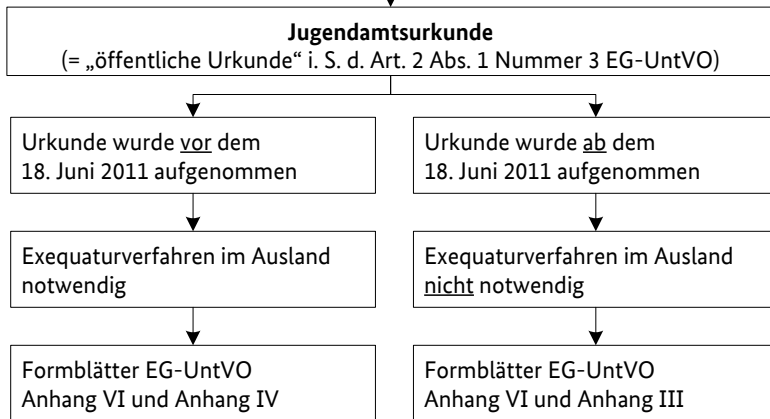 Jugendamtsurkunde
(= „öffentliche Urkunde“ i. S. d. Art. 2 Abs. 1 Nummer 3 EG-UntVO)
Urkunde wurde vor dem
18. Juni 2011 aufgenommen
Urkunde wurde ab dem
18. Juni 2011 aufgenommen
Exequaturverfahren im Ausland
notwendig
Exequaturverfahren im Ausland
nicht notwendig
Formblätter EG-UntVO
Anhang VI und Anhang IV
Formblätter EG-UntVO
Anhang VI und Anhang III